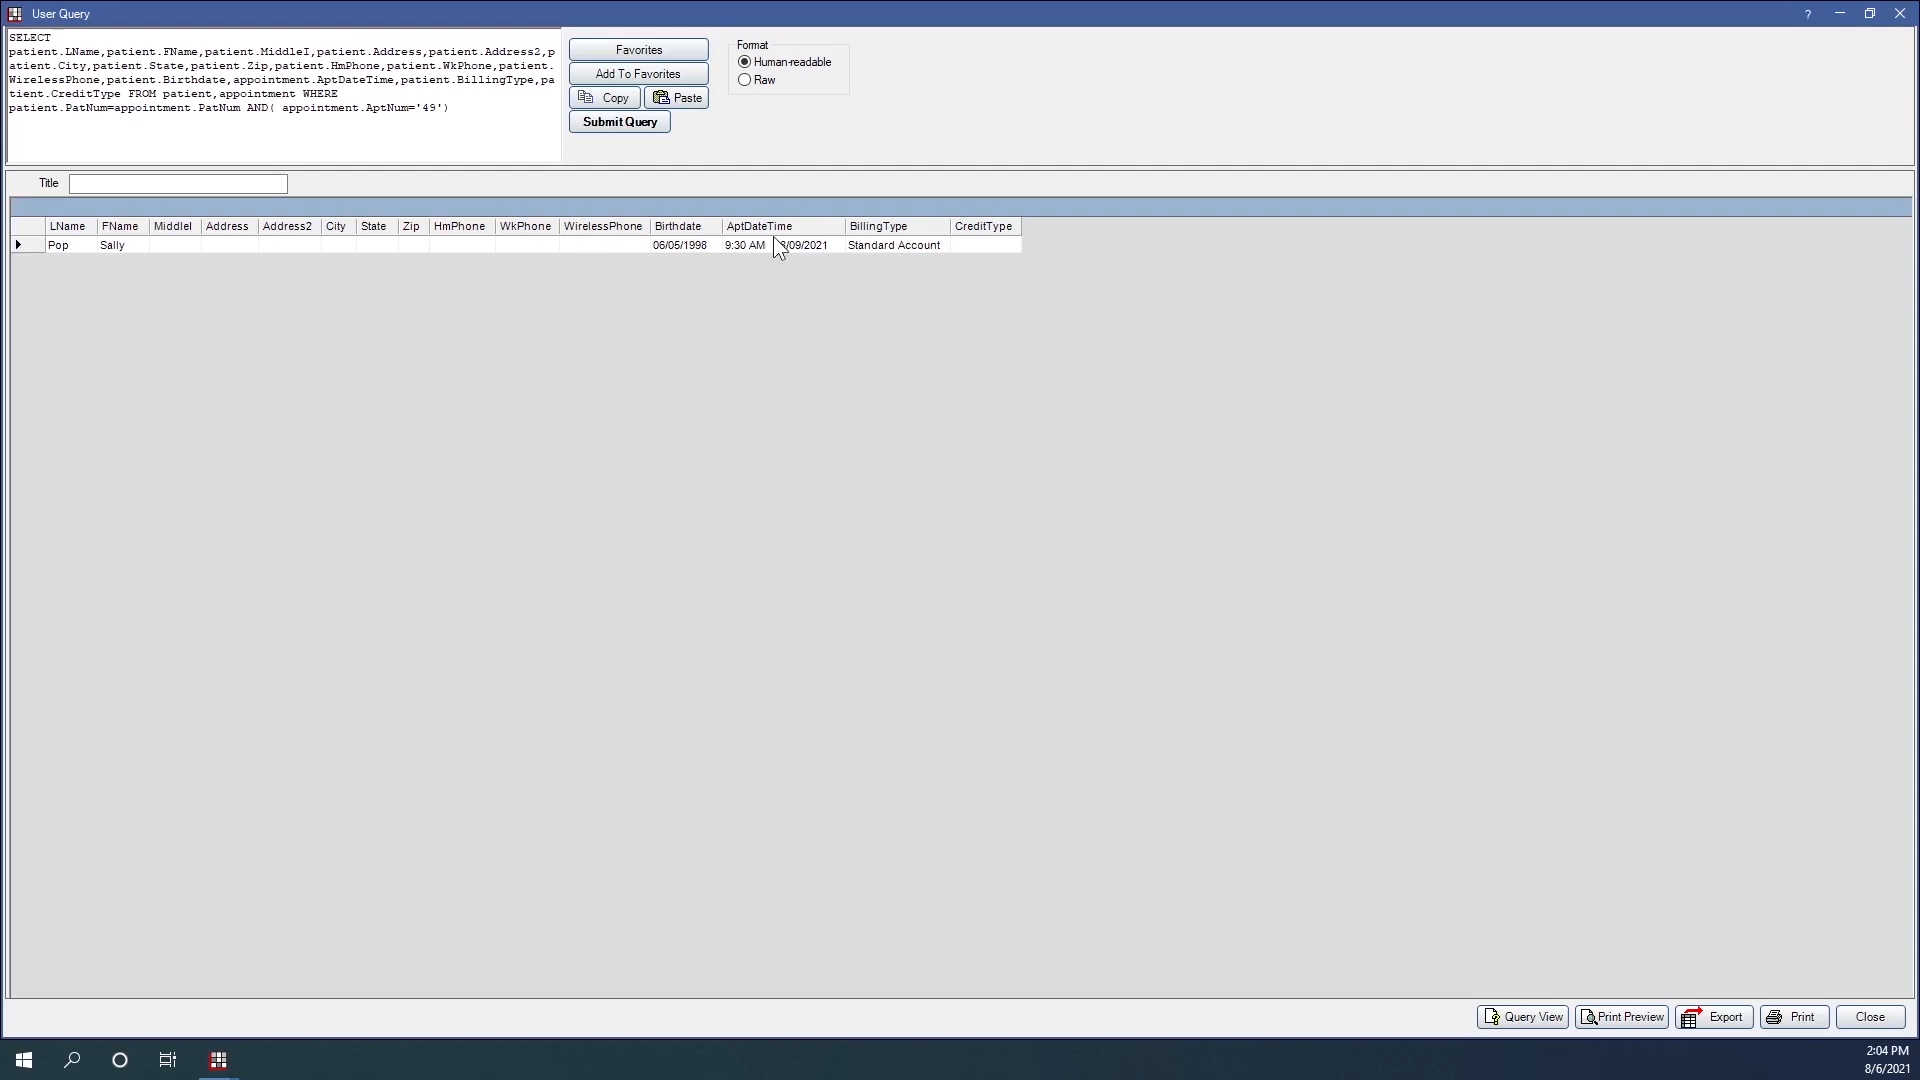 User Query
?
SELECT
patient.LName,patient.FName,patient.MiddleI,patient.Address,patient.Address2,p
atient.City,patient.State,patient.Zip,patient.HmPhone,patient.WkPhone,patient.
WirelessPhone,patient.Birthdate,appointment.AptDateTime,patient.BillingType,pa
tient.CreditType FROM patient,appointment WHERE
patient.PatNum=appointment.PatNum AND( appointment.AptNum='49')
Favorites
Add To Favorites
Copy Paste
Submit Query
Format
Human-readable
Raw
Title
LName FName MiddleI Address Address2 City State Zip HmPhone WkPhone WirelessPhone Birthdate AptDateTime BillingType CreditType
Pop Sally 06/05/1998 9:30 AM Standard Account
Query View Print Preview Export Print Close
2:04 PM
8/6/2021